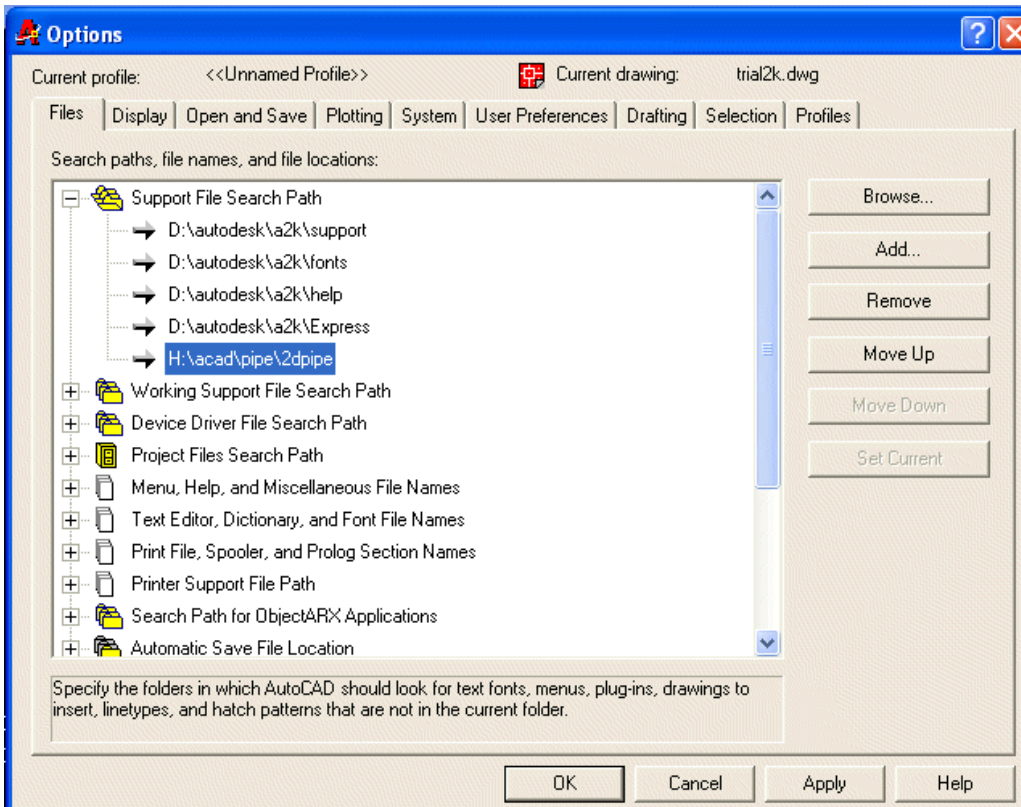 Options
Current profile: <<Unnamed Profile>> Current drawing: trial2k.dwg
Files Display Open and Save Plotting System User Preferences Drafting Selection Profiles
Search paths, file names, and file locations:
Support File Search Path
D:\autodesk\a2k\support
D:\autodesk\a2k\fonts
D:\autodesk\a2k\help
D:\autodesk\a2k\Express
H:\acad\pipe\2dpipe
Working Support File Search Path
Device Driver File Search Path
Project Files Search Path
Menu, Help, and Miscellaneous File Names
Text Editor, Dictionary, and Font File Names
Print File, Spooler, and Prolog Section Names
Printer Support File Path
Search Path for ObjectARX Applications
Automatic Save File Location
Browse...
Add...
Remove
Move Up
Move Down
Set Current
Specify the folders in which AutoCAD should look for text fonts, menus, plug-ins, drawings to
insert, linetypes, and hatch patterns that are not in the current folder.
OK Cancel Apply Help